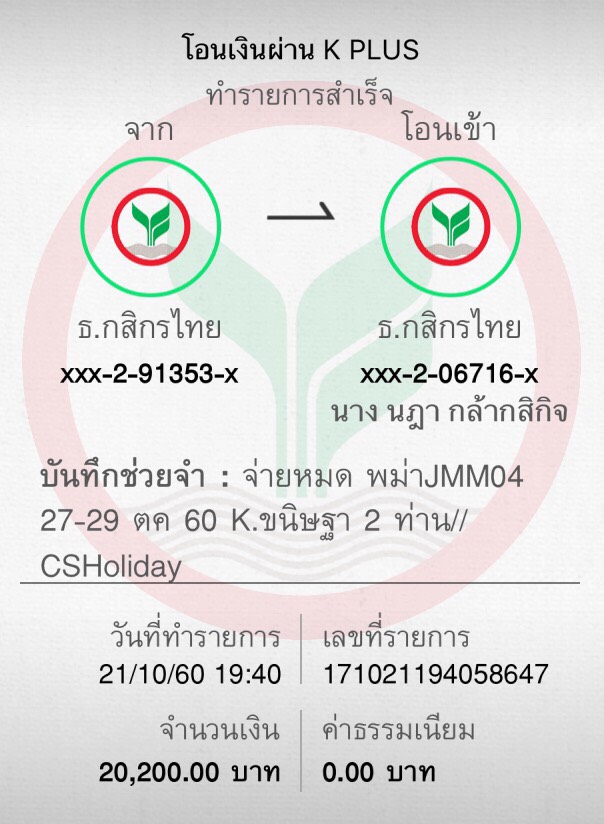 โอนเงินผ่าน K PLUS
ทำรายการสำเร็จ
จาก
โอนเข้า
ธ.กสิกรไทย
xxx-2-91353-x
ธ.กสิกรไทย
xxx-2-06716-x
นาง นฎา กล้ากสิกิจ
บันทึกช่วยจำ : จ่ายหมด พม่าJMM04
27-29 ตค 60 K.ขนิษฐา 2 ท่าน//
CSHoliday
วันที่ทำรายการ
21/10/60 19:40
เลขที่รายการ
171021194058647
จำนวนเงิน
20,200.00 บาท
ค่าธรรมเนียม
0.00 บาท